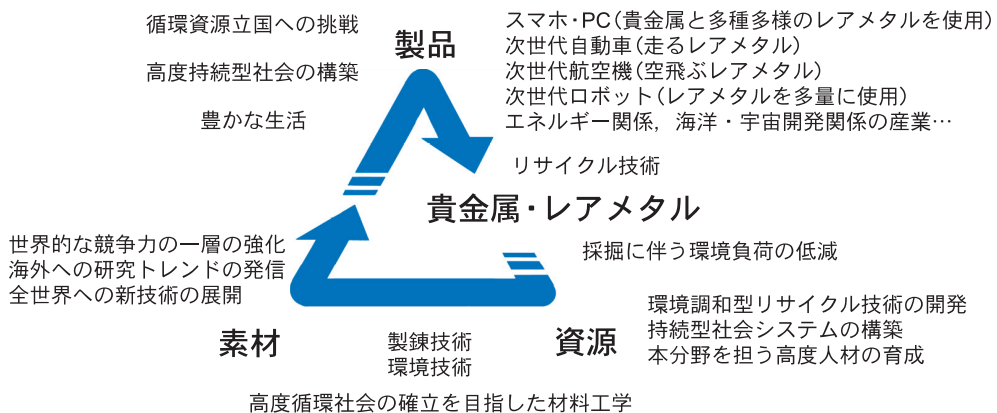 循環資源立国への挑戦
高度持続型社会の構築
豊かな生活
製品
スマホ・PC（貴金属と多種多様のレアメタルを使用）
次世代自動車（走るレアメタル）
次世代航空機（空飛ぶレアメタル）
次世代ロボット（レアメタルを多量に使用）
エネルギー関係，海洋・宇宙開発関係の産業…
リサイクル技術
貴金属・レアメタル
世界的な競争力の一層の強化
海外への研究トレンドの発信
全世界への新技術の展開
採掘に伴う環境負荷の低減
素材
製錬技術
環境技術
資源
環境調和型リサイクル技術の開発
持続型社会システムの構築
本分野を担う高度人材の育成
高度循環社会の確立を目指した材料工学